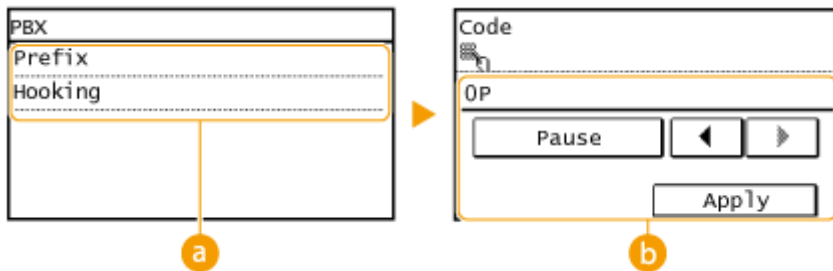 PBX
Prefix
Hooking
a
Code
0P
Pause
Apply
b